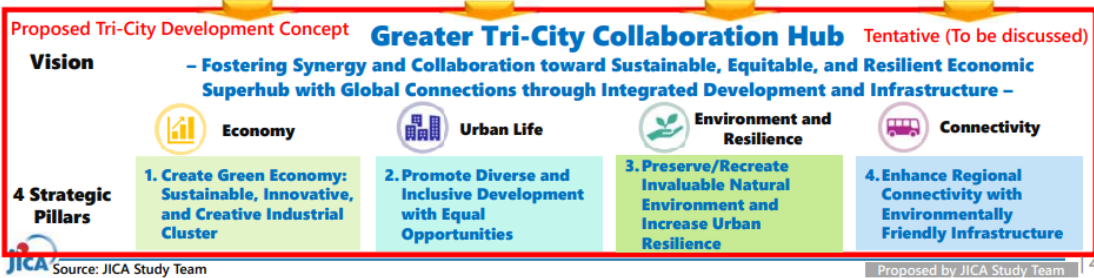 Proposed Tri-City Development Concept
Greater Tri-City Collaboration Hub
Tentative (To be discussed)
Vision
– Fostering Synergy and Collaboration toward Sustainable, Equitable, and Resilient Economic
Superhub with Global Connections through Integrated Development and Infrastructure –
Economy
Urban Life
Environment and
Resilience
Connectivity
4 Strategic
Pillars
1. Create Green Economy:
Sustainable, Innovative,
and Creative Industrial
Cluster
2. Promote Diverse and
Inclusive Development
with Equal
Opportunities
3. Preserve/Recreate
Invaluable Natural
Environment and
Increase Urban
Resilience
4. Enhance Regional
Connectivity with
Environmentally
Friendly Infrastructure
JICA
Source: JICA Study Team
Proposed by JICA Study Team